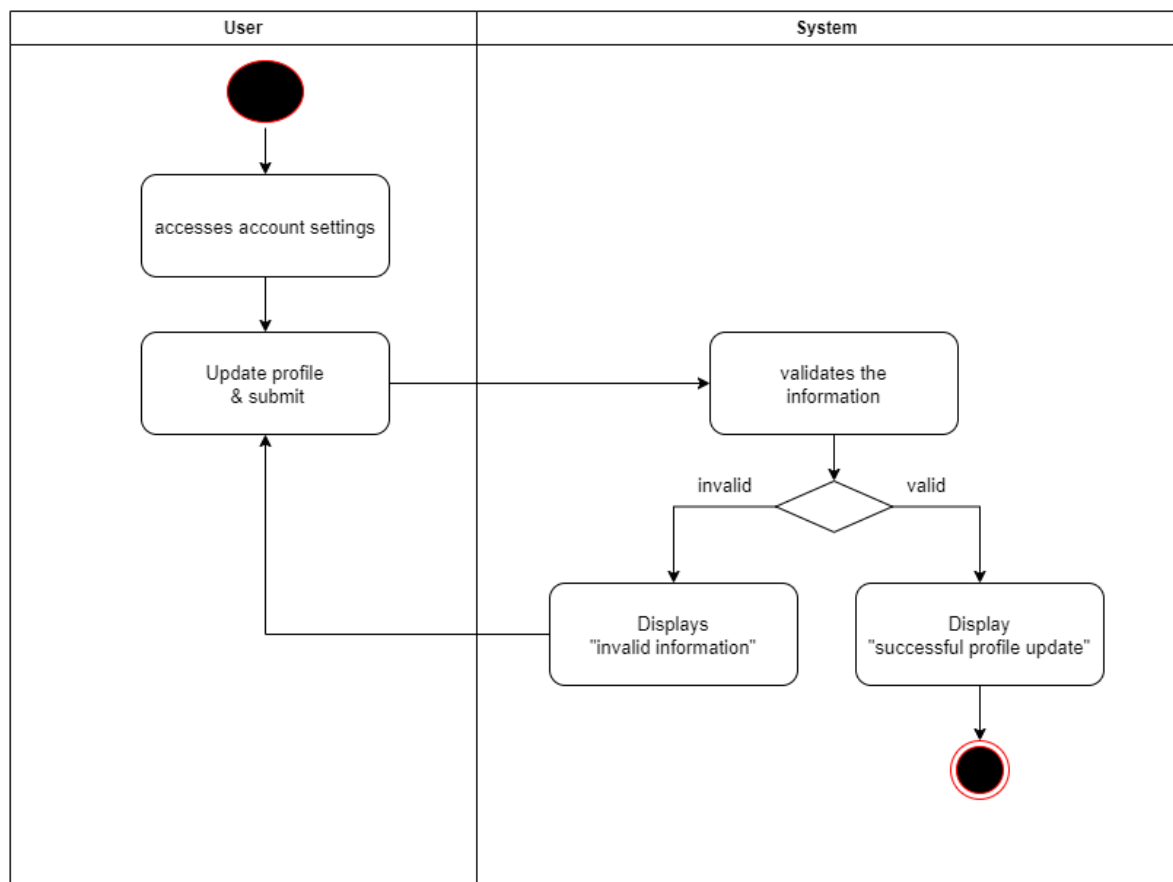 User
System
accesses account settings
Update profile
& submit
validates the
information
invalid
valid
Displays
"invalid information"
Display
"successful profile update"